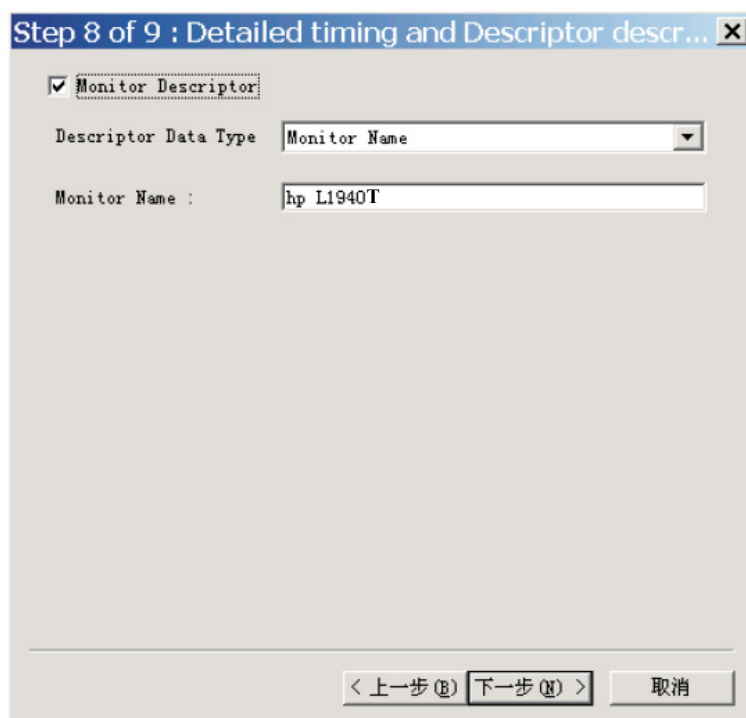 Step 8 of 9 : Detailed timing and Descriptor descr...
Monitor Descriptor
Descriptor Data Type Monitor Name
Monitor Name : hp L1940T
< 上一步(B) 下一步(N) > 取消